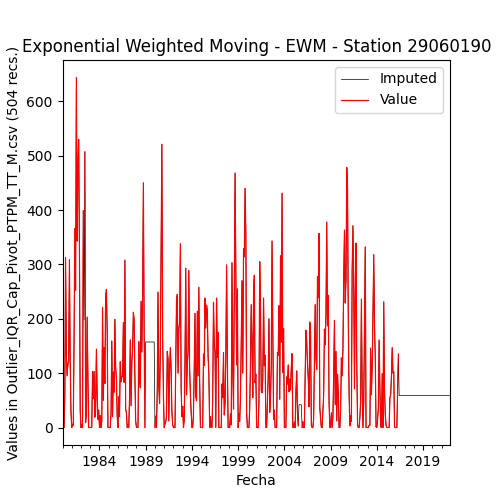 Exponential Weighted Moving - EWM - Station 29060190
Imputed
Value
Values in Outlier_IQR_Cap_Pivot_PTPM_TT_M.csv (504 recs.)
600
500
400
300
200
100
0
1984 1989 1994 1999 2004 2009 2014 2019
Fecha